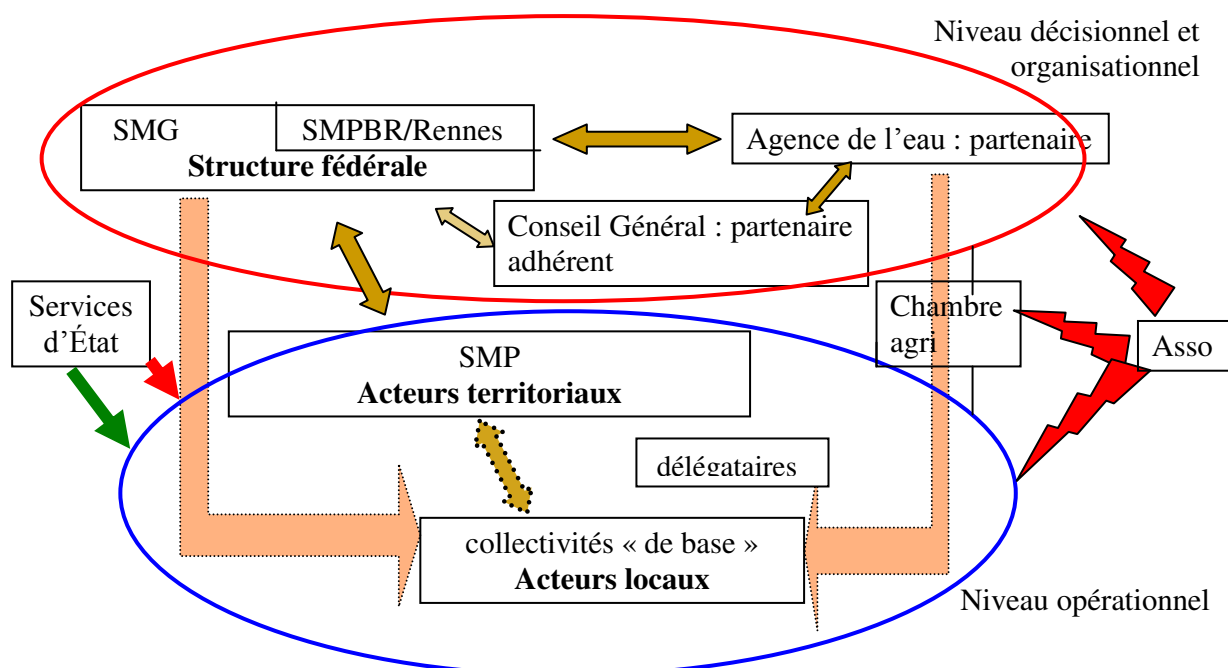 Niveau décisionnel et
organisationnel
SMG
SMPBR/Rennes
Structure fédérale
Agence de l’eau : partenaire
Conseil Général : partenaire
adhérent
Services
d’État
Chambre
agri
Asso
SMP
Acteurs territoriaux
délégataires
collectivités « de base »
Acteurs locaux
Niveau opérationnel